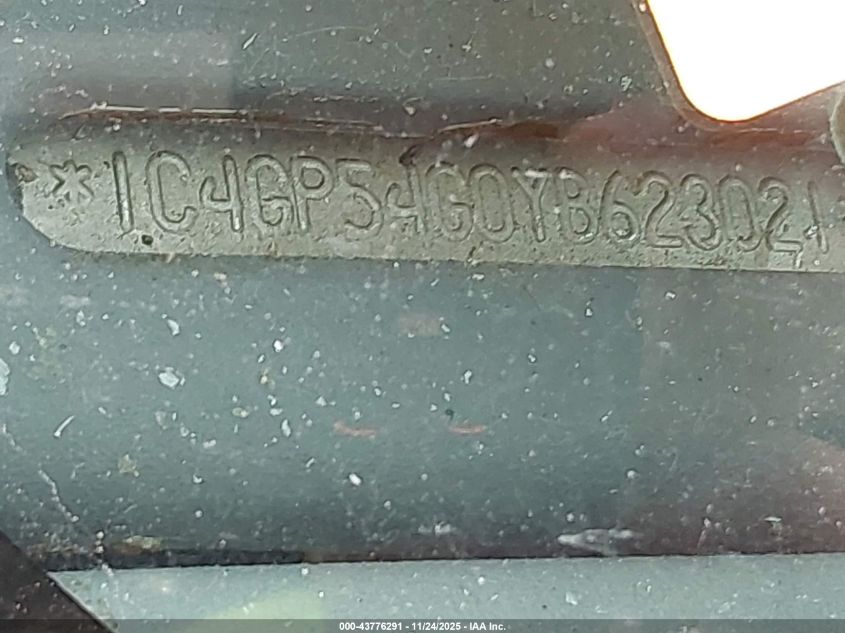 *1C4GP54G0YB623021
000-43776291 - 11/24/2025 - IAA Inc.